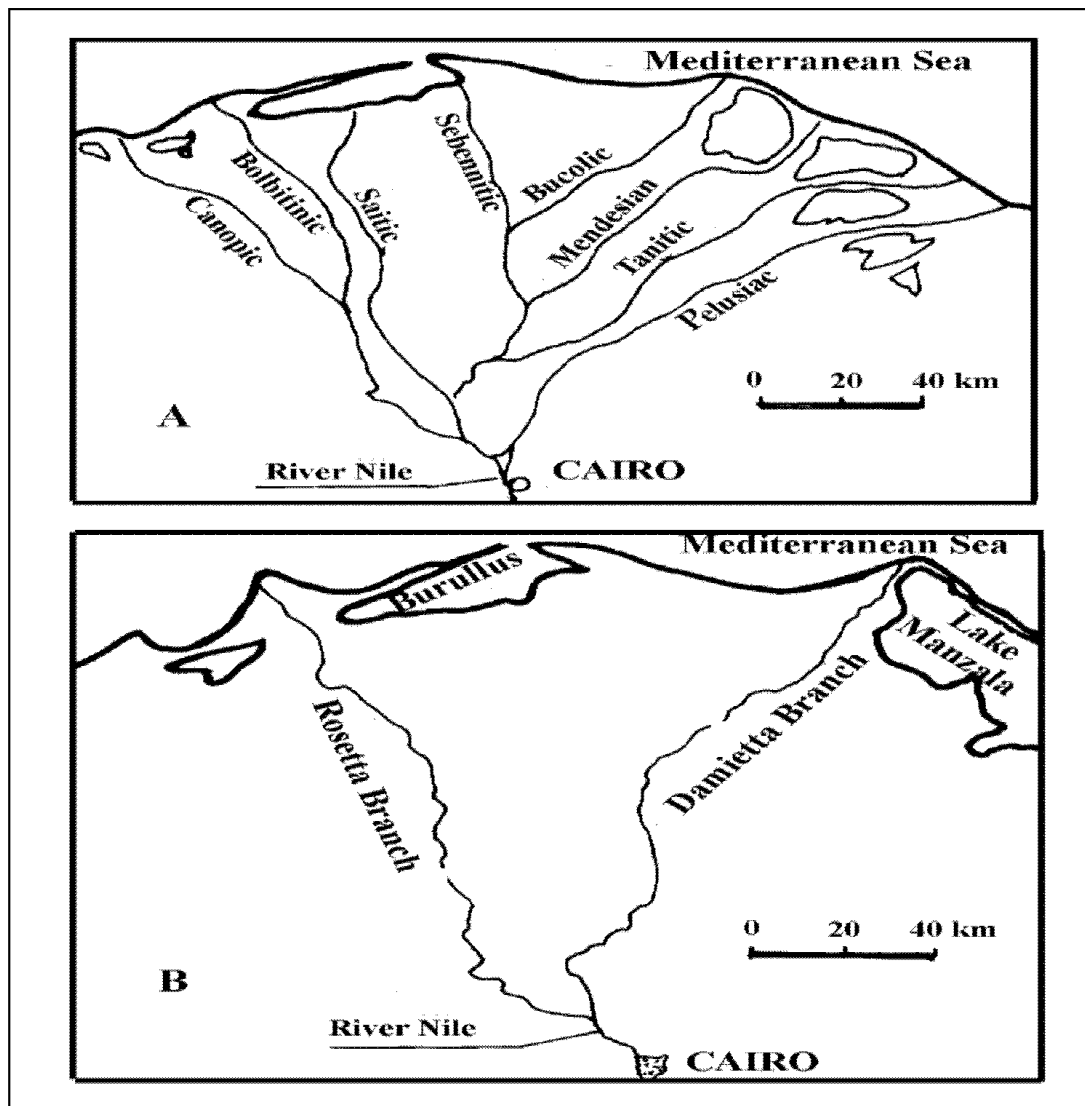 Mediterranean Sea
Canopic
Bolbitinic
Saitic
Sebennitic
Bucolic
Mendesian
Tanitic
Pelusiac
0 20 40 km
A
River Nile
CAIRO
Mediterranean Sea
Burullus
Lake
Manzala
Rosetta Branch
Damietta Branch
0 20 40 km
B
River Nile
CAIRO